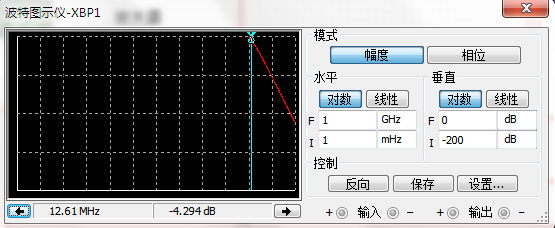 波特图示仪-XBP1
模式
幅度 相位
水平 垂直
对数 线性 对数 线性
F 1 GHz F 0 dB
I 1 mHz I -200 dB
控制
反向 保存 设置...
12.61 MHz -4.294 dB
+ 输入 - + 输出 -